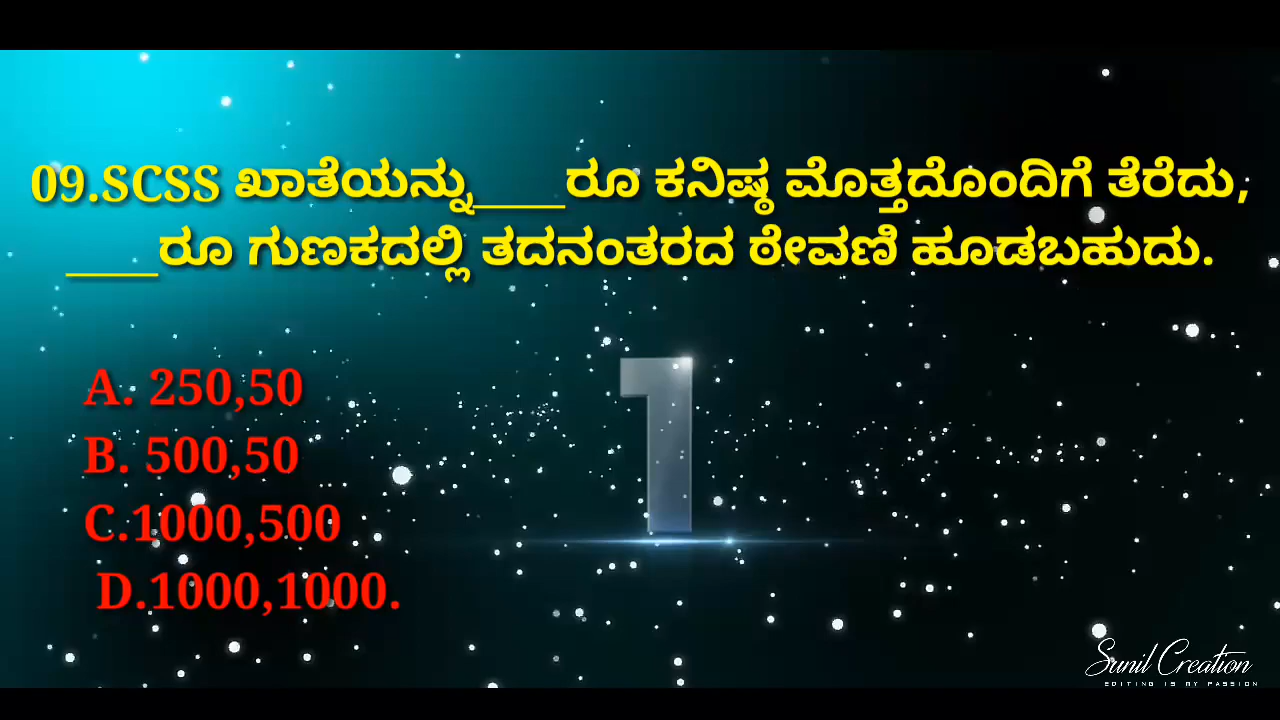 09.SCSS ಖಾತೆಯನ್ನು____ರೂ ಕನಿಷ್ಠ ಮೊತ್ತದೊಂದಿಗೆ ತೆರೆದು,
____ರೂ ಗುಣಕದಲ್ಲಿ ತದನಂತರದ ಠೇವಣಿ ಹೂಡಬಹುದು.
A. 250,50
B. 500,50
C.1000,500
D.1000,1000.
1
Sunil Creation
EDITING IS MY PASSION